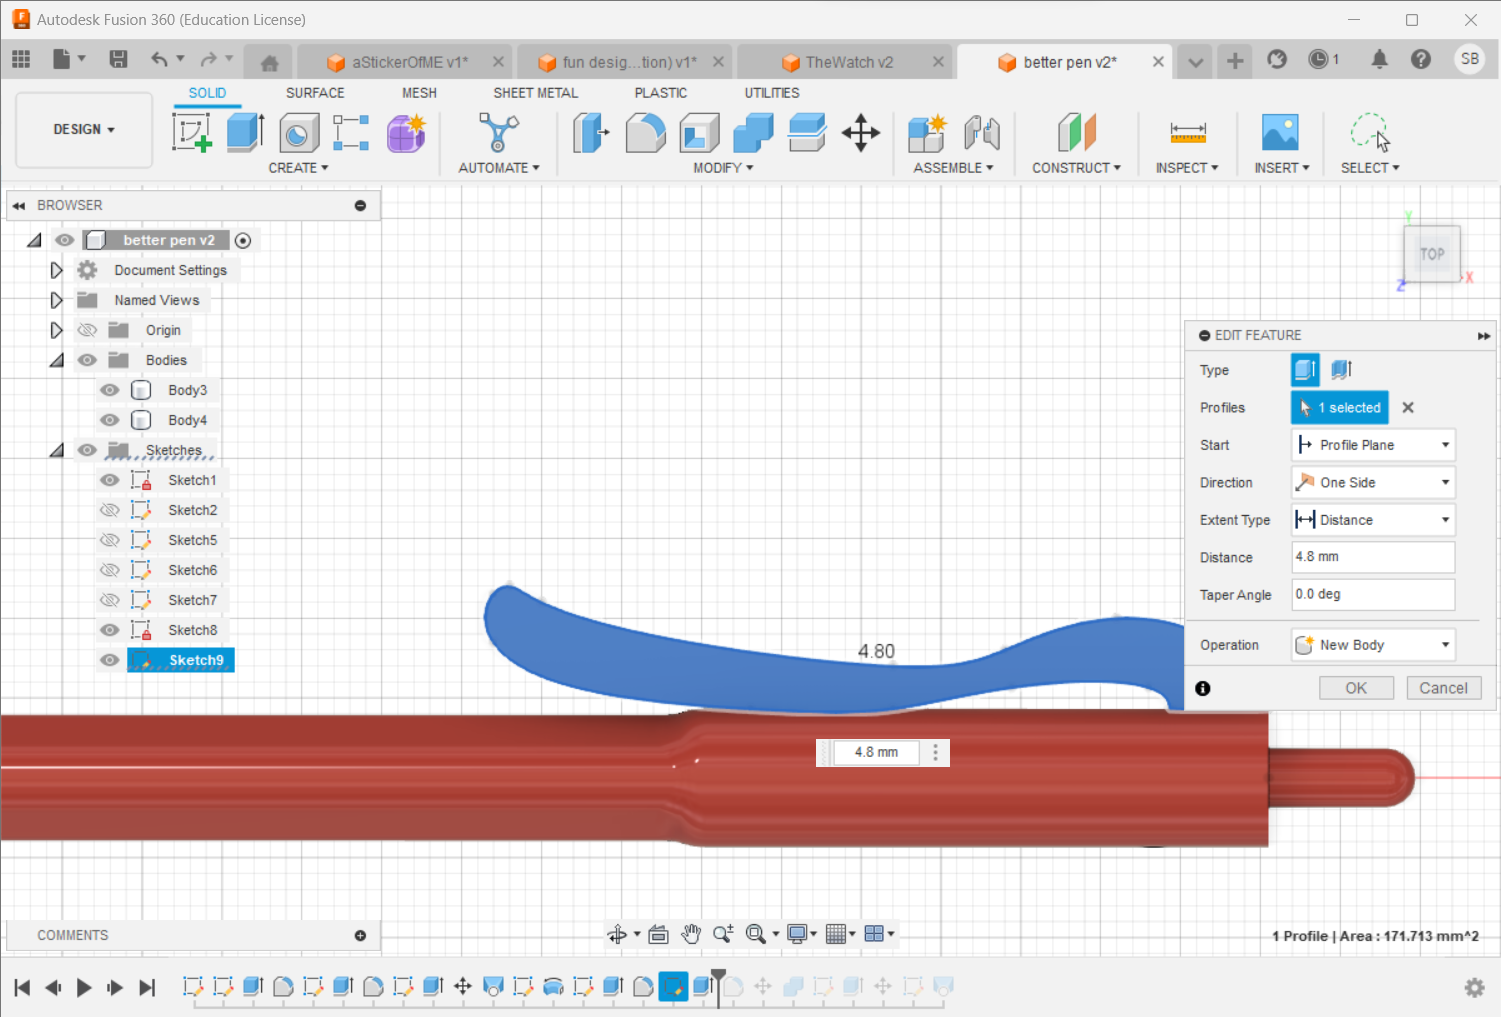 Autodesk Fusion 360 (Education License)
aStickerOfME v1*
fun desig...tion) v1*
TheWatch v2
better pen v2*
1
SB
DESIGN
SOLID
SURFACE
MESH
SHEET METAL
PLASTIC
UTILITIES
CREATE
AUTOMATE
MODIFY
ASSEMBLE
CONSTRUCT
INSPECT
INSERT
SELECT
BROWSER
better pen v2
Document Settings
Named Views
Origin
Bodies
Body3
Body4
Sketches
Sketch1
Sketch2
Sketch5
Sketch6
Sketch7
Sketch8
Sketch9
Y
TOP
X
Z
EDIT FEATURE
Type
Profiles 1 selected
Start Profile Plane
Direction One Side
Extent Type Distance
Distance 4.8 mm
Taper Angle 0.0 deg
Operation New Body
OK Cancel
4.80
4.8 mm
COMMENTS
1 Profile | Area : 171.713 mm^2